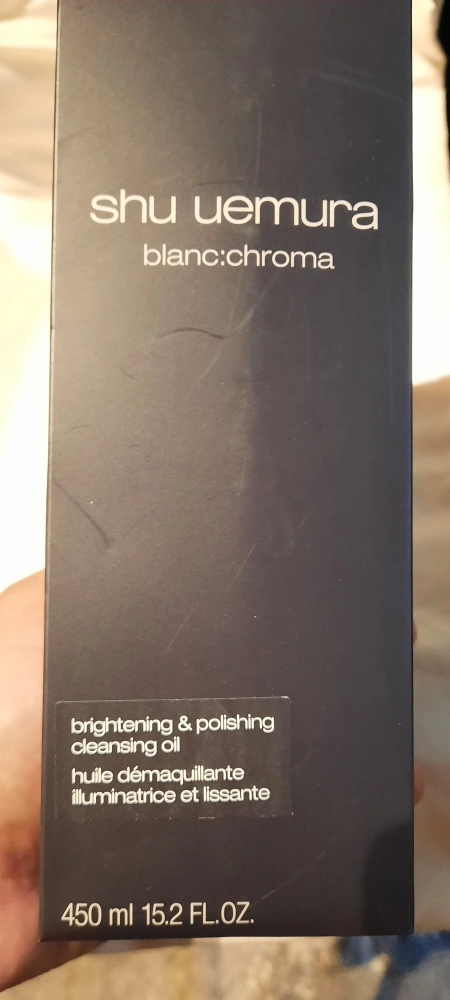 shu uemura
blanc:chroma
brightening & polishing
cleansing oil
huile démaquillante
illuminatrice et lissante
450 ml 15.2 FL.OZ.